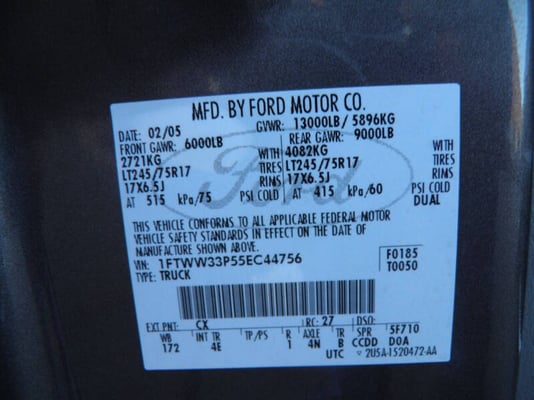 MFD. BY FORD MOTOR CO.
DATE: 02/05 GVWR: 13000LB/ 5896KG
FRONT GAWR: 6000LB REAR GAWR: 9000LB
2721KG WITH 4082KG WITH
LT245/75R17 TIRES LT245/75R17 TIRES
17X6.5J RIMS 17X6.5J RIMS
AT 515 kPa/75 PSI COLD AT 415 kPa/60 PSI COLD
DUAL
THIS VEHICLE CONFORMS TO ALL APPLICABLE FEDERAL MOTOR
VEHICLE SAFETY STANDARDS IN EFFECT ON THE DATE OF
MANUFACTURE SHOWN ABOVE.
VIN: 1FTWW33P55EC44756 F0185
TYPE: TRUCK T0050
EXT PNT: CX RC: 27 DSO:
WB INT TR TP/PS R AXLE TR SPR 5F710
172 4E 1 4N B CCDD D0A
UTC 2U5A-1520472-AA
Ford